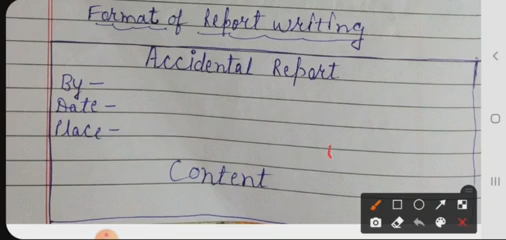 Format of Report writing
Accidental Report
By -
Date -
Place -
Content